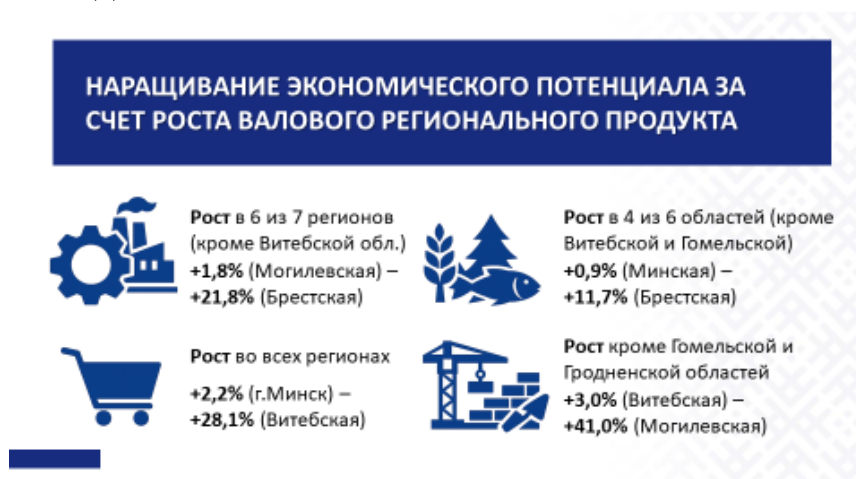 НАРАЩИВАНИЕ ЭКОНОМИЧЕСКОГО ПОТЕНЦИАЛА ЗА
СЧЕТ РОСТА ВАЛОВОГО РЕГИОНАЛЬНОГО ПРОДУКТА
Рост в 6 из 7 регионов
(кроме Витебской обл.)
+1,8% (Могилевская) –
+21,8% (Брестская)
Рост в 4 из 6 областей (кроме
Витебской и Гомельской)
+0,9% (Минская) –
+11,7% (Брестская)
Рост во всех регионах
+2,2% (г.Минск) –
+28,1% (Витебская)
Рост кроме Гомельской и
Гродненской областей
+3,0% (Витебская) –
+41,0% (Могилевская)